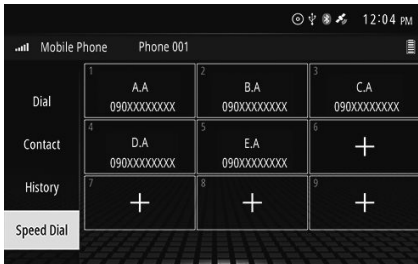 12:04 PM
Mobile Phone Phone 001
Dial
Contact
History
Speed Dial
1 2 3
A.A B.A C.A
090XXXXXXXX 090XXXXXXXX 090XXXXXXXX
4 5 6
D.A E.A +
090XXXXXXXX 090XXXXXXXX
7 8 9
+ + +